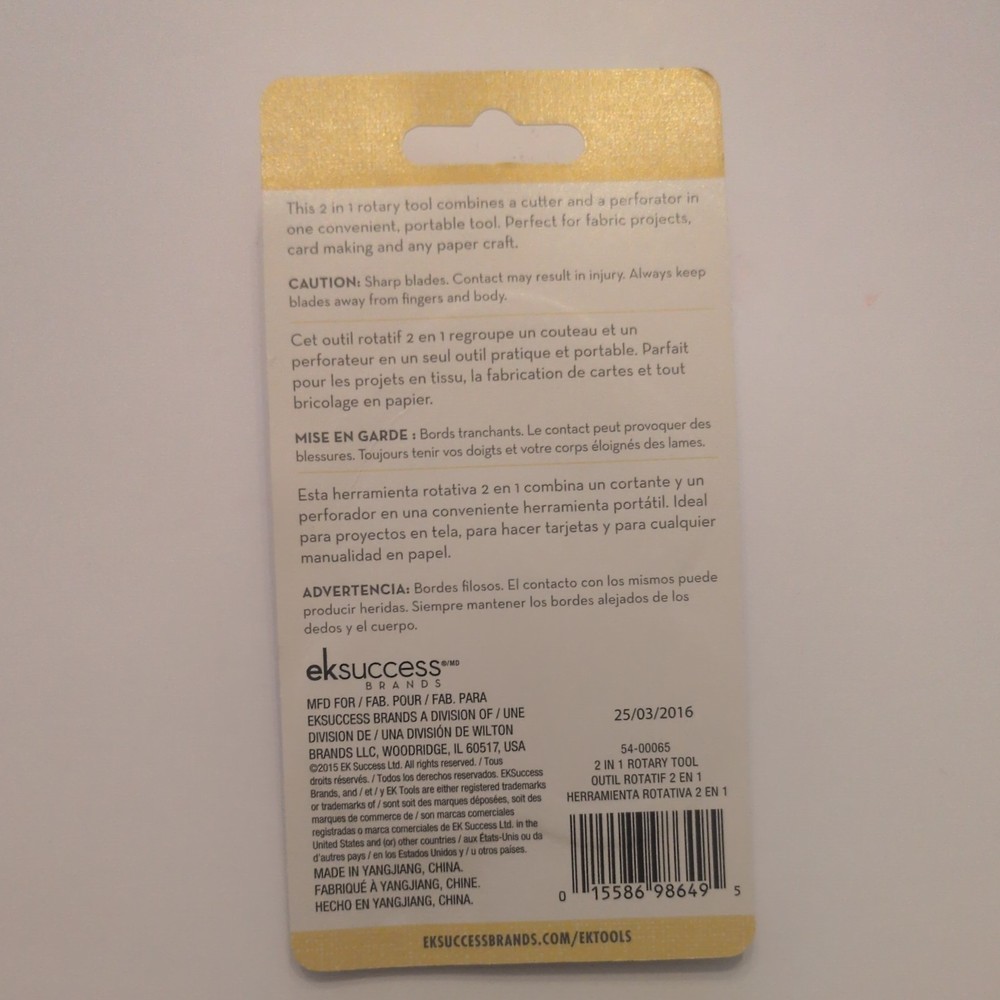 This 2 in 1 rotary tool combines a cutter and a perforator in
one convenient, portable tool. Perfect for fabric projects,
card making and any paper craft.
CAUTION: Sharp blades. Contact may result in injury. Always keep
blades away from fingers and body.
Cet outil rotatif 2 en 1 regroupe un couteau et un
perforateur en un seul outil pratique et portable. Parfait
pour les projets en tissu, la fabrication de cartes et tout
bricolage en papier.
MISE EN GARDE : Bords tranchants. Le contact peut provoquer des
blessures. Toujours tenir vos doigts et votre corps éloignés des lames.
Esta herramienta rotativa 2 en 1 combina un cortante y un
perforador en una conveniente herramienta portátil. Ideal
para proyectos en tela, para hacer tarjetas y para cualquier
manualidad en papel.
ADVERTENCIA: Bordes filosos. El contacto con los mismos puede
producir heridas. Siempre mantener los bordes alejados de los
dedos y el cuerpo.
eksuccess®/MD
BRANDS
MFD FOR / FAB. POUR / FAB. PARA
EKSUCCESS BRANDS A DIVISION OF / UNE
DIVISION DE / UNA DIVISIÓN DE WILTON
BRANDS LLC, WOODRIDGE, IL 60517, USA
©2015 EK Success Ltd. All rights reserved. / Tous
droits réservés. / Todos los derechos reservados. EKSuccess
Brands, and / et / y EK Tools are either registered trademarks
or trademarks of / sont soit des marques déposées, soit des
marques de commerce de / son marcas comerciales
registradas o marca comerciales de EK Success Ltd. in the
United States and (or) other countries / aux États-Unis ou da
d'autres pays / en los Estados Unidos y / u otros países.
MADE IN YANGJIANG, CHINA.
FABRIQUÉ À YANGJIANG, CHINE.
HECHO EN YANGJIANG, CHINA.
25/03/2016
54-00065
2 IN 1 ROTARY TOOL
OUTIL ROTATIF 2 EN 1
HERRAMIENTA ROTATIVA 2 EN 1
0 15586 98649 5
EKSUCCESSBRANDS.COM/EKTOOLS